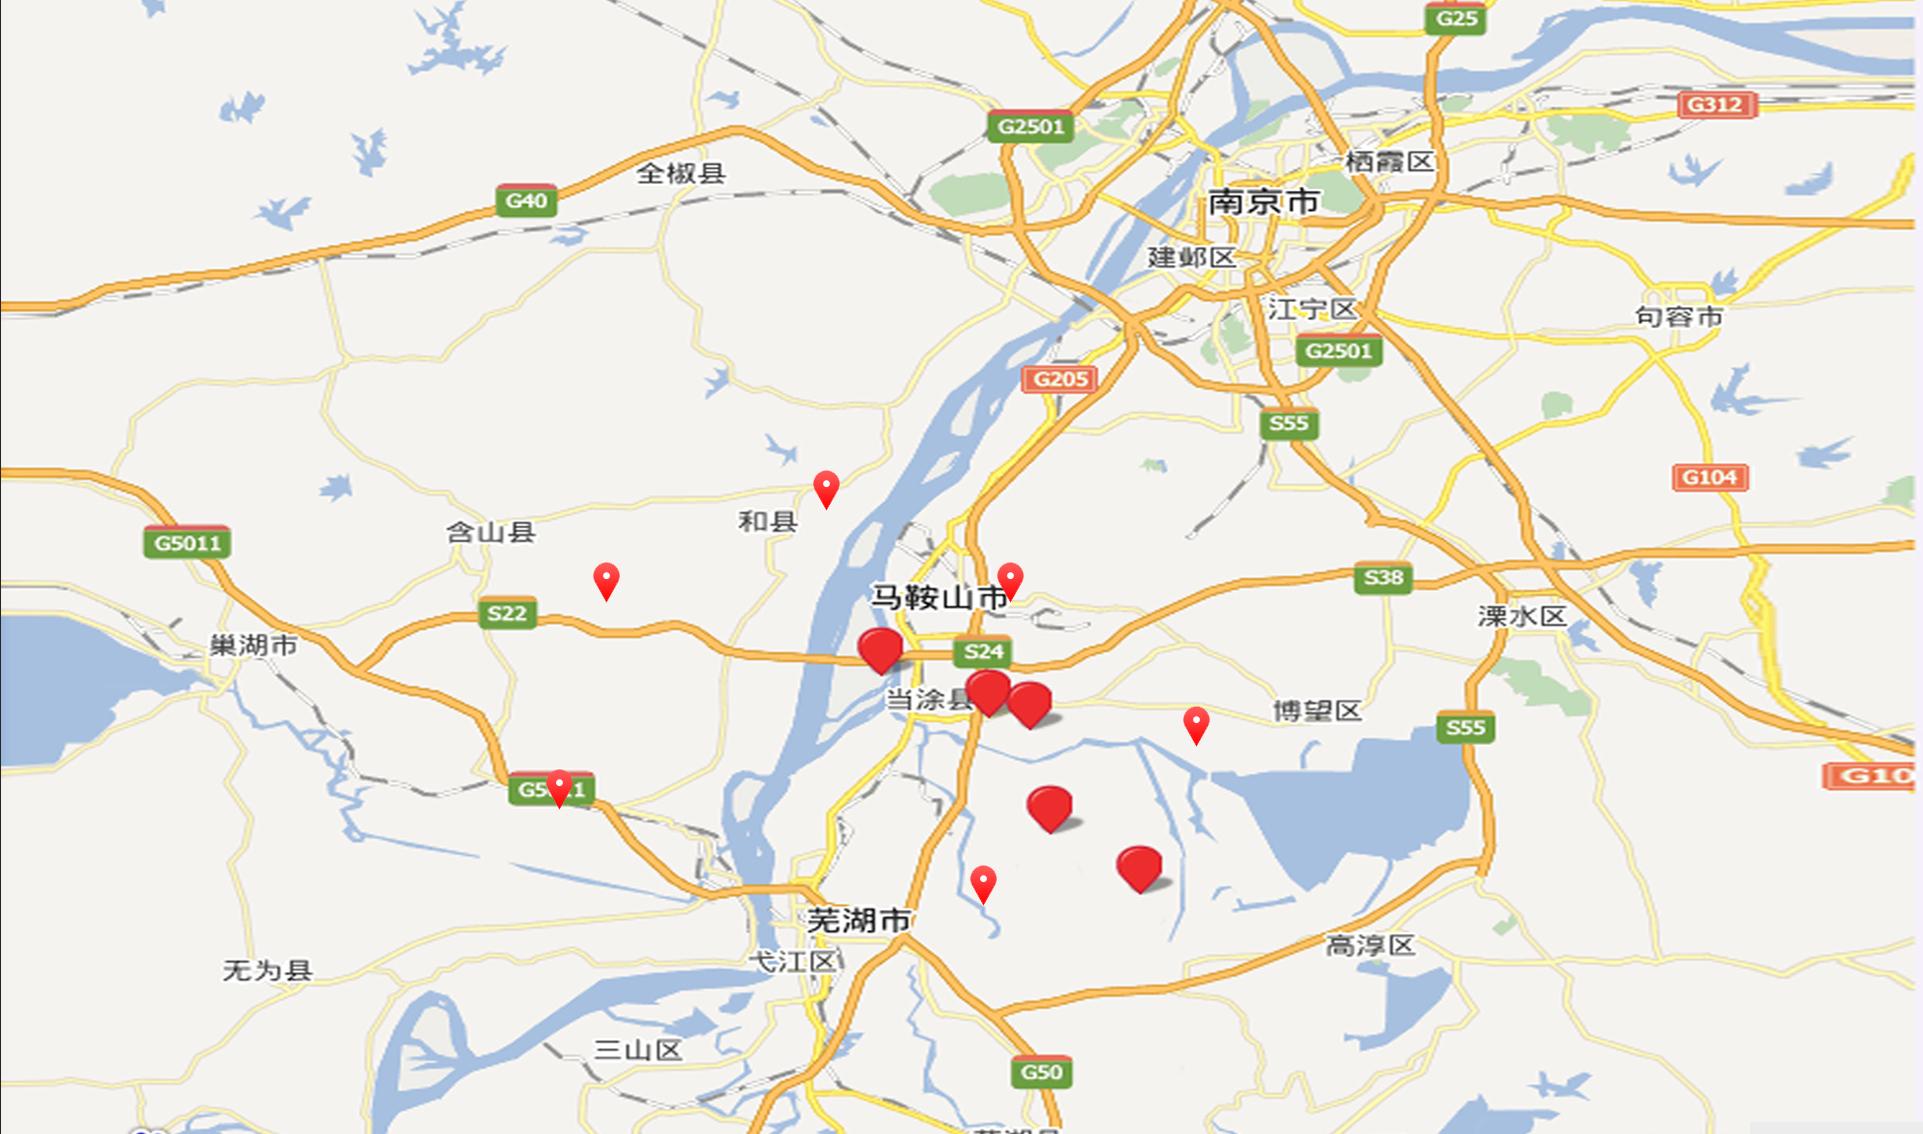 G25
G312
G2501
栖霞区
全椒县
G40
南京市
建邺区
江宁区
句容市
G2501
G205
S55
G104
和县
含山县
G5011
S38
马鞍山市
S22
溧水区
巢湖市
S24
当涂县
博望区
S55
G10
芜湖市
高淳区
弋江区
无为县
三山区
G50